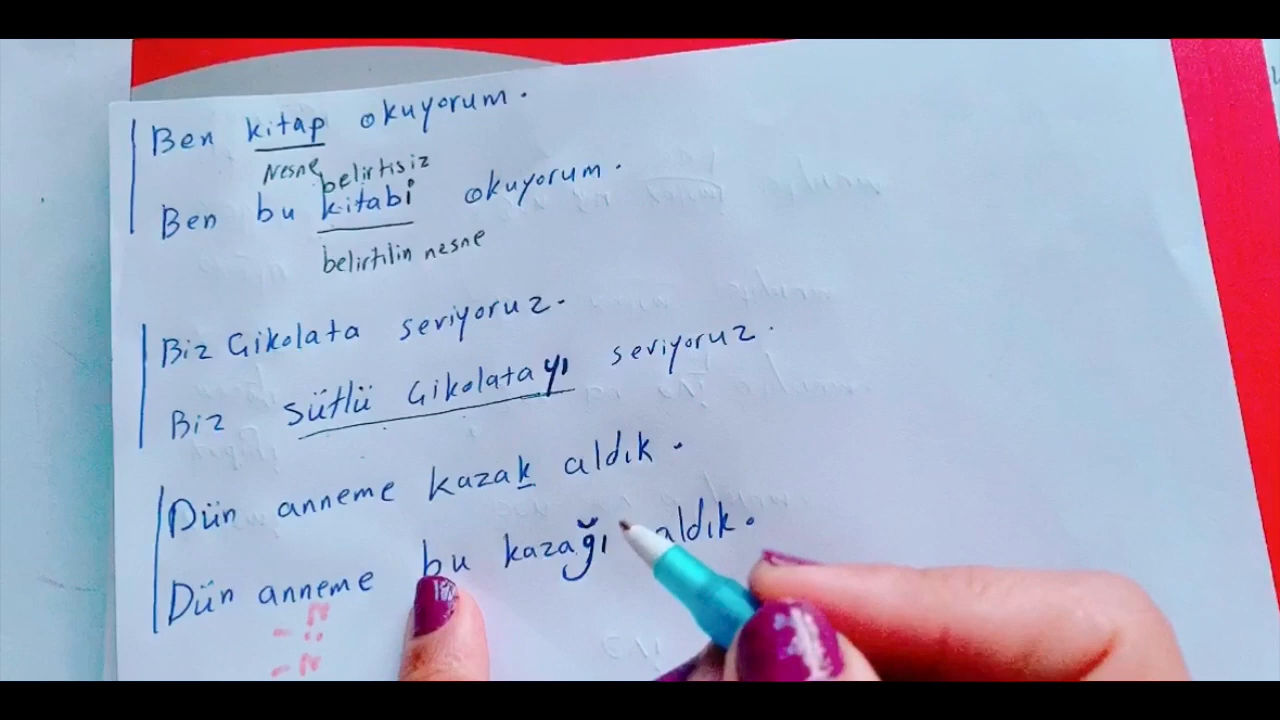 Ben kitap okuyorum.
Nesne belirtisiz
Ben bu kitabi okuyorum.
belirtilin nesne
Biz Çikolata seviyoruz.
Biz sütlü Çikolatayı seviyoruz.
Dün anneme kazak aldık.
Dün anneme bu kazağı aldık.